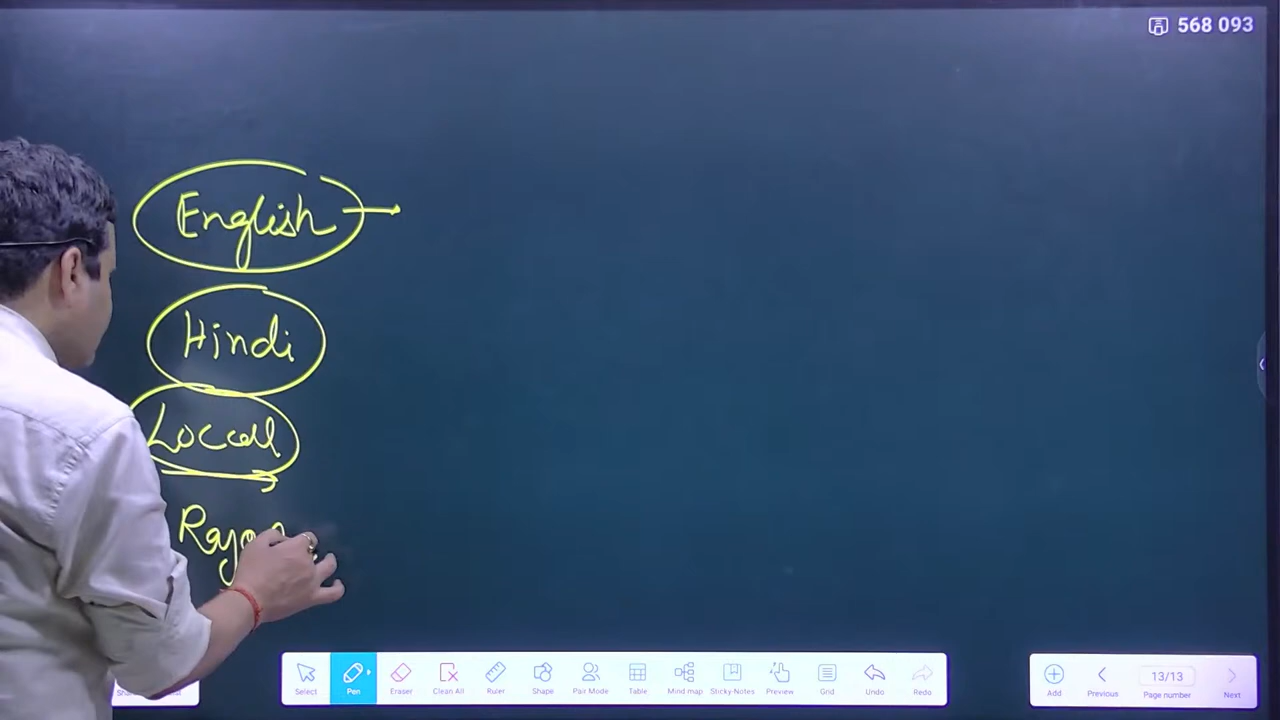 568 093
English
Hindi
Local
Select Pen Eraser Clean All Ruler Shape Pair Mode Table Mind map Sticky-Notes Preview Grid Undo Redo
Add Previous 13/13 Page number Next